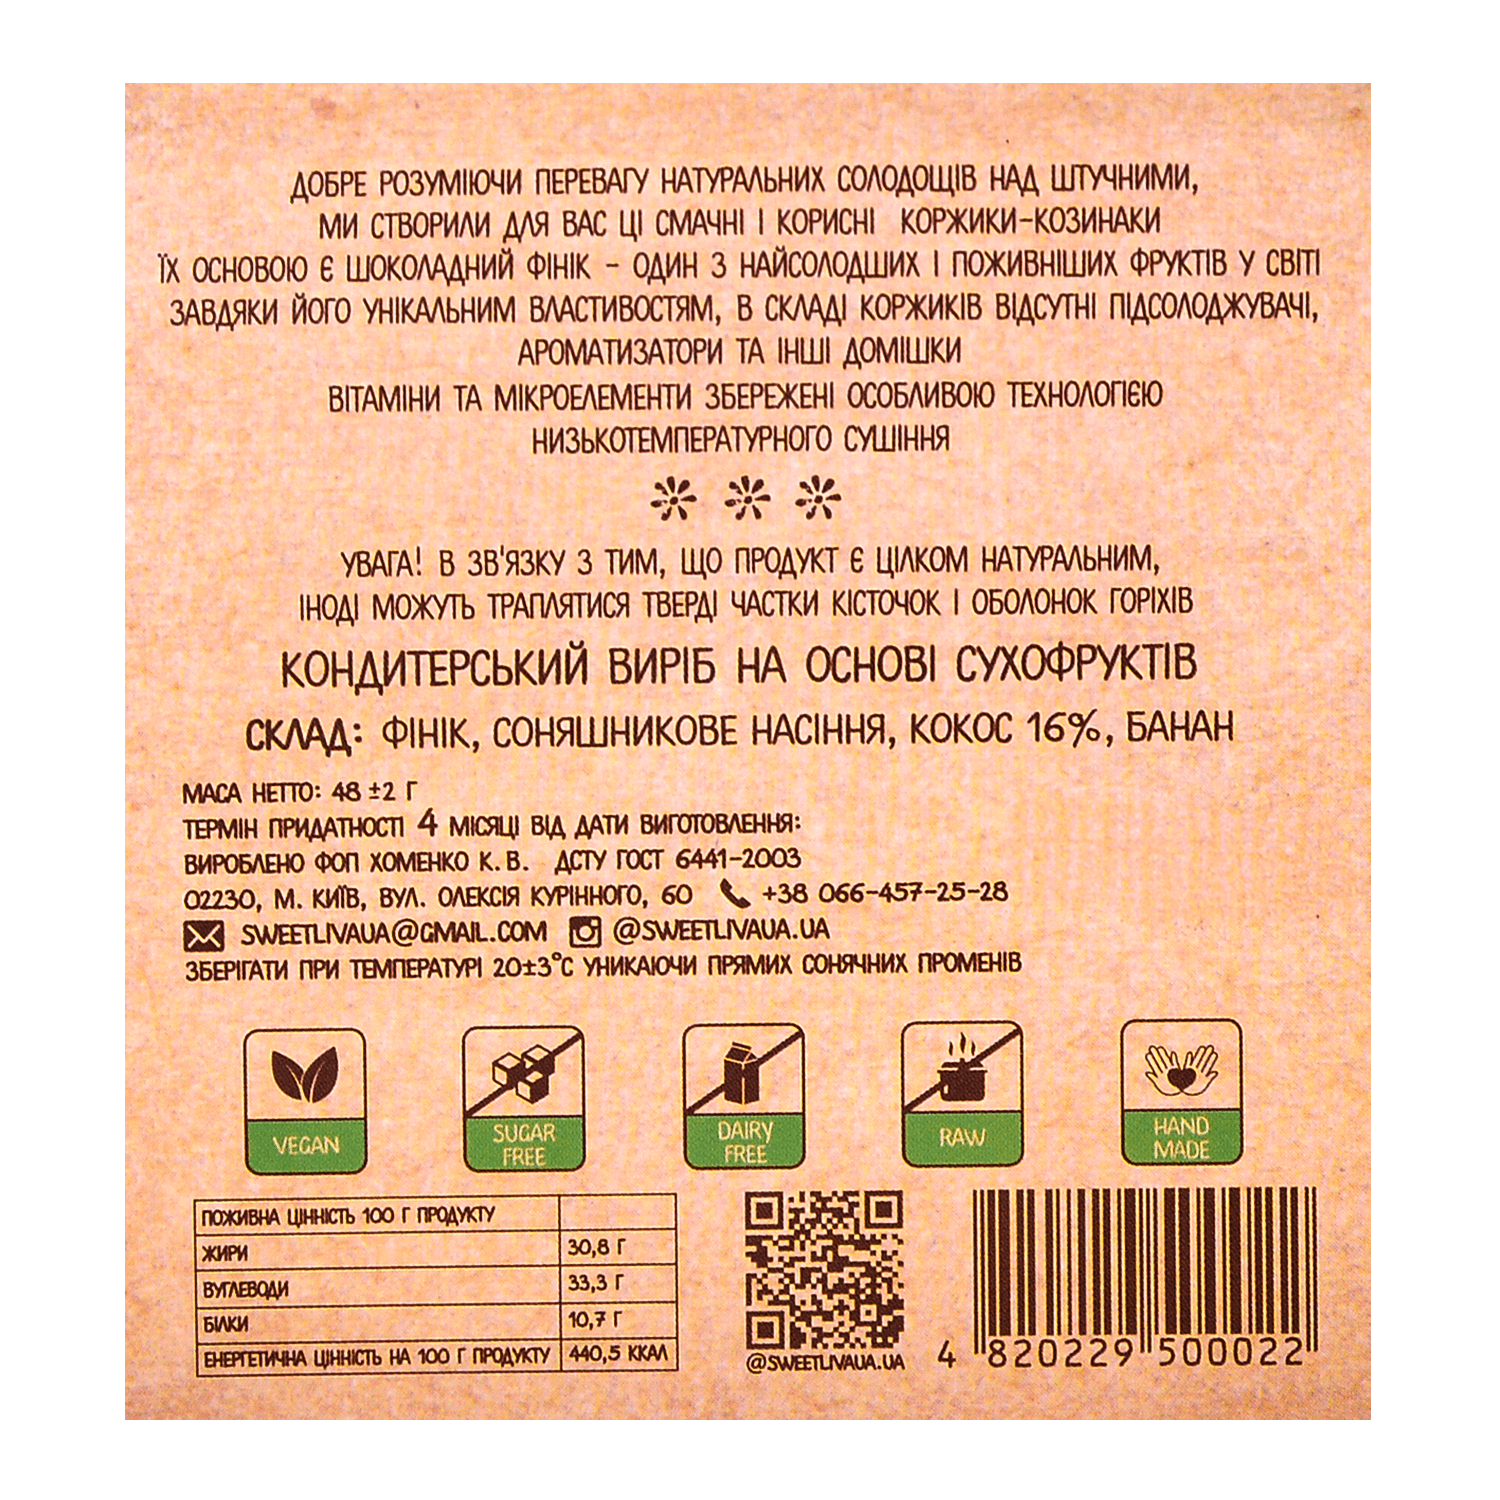 ДОБРЕ РОЗУМІЮЧИ ПЕРЕВАГУ НАТУРАЛЬНИХ СОЛОДОЩІВ НАД ШТУЧНИМИ,
МИ СТВОРИЛИ ДЛЯ ВАС ЦІ СМАЧНІ І КОРИСНІ КОРЖИКИ-КОЗИНАКИ
ЇХ ОСНОВОЮ Є ШОКОЛАДНИЙ ФІНІК - ОДИН З НАЙСОЛОДШИХ І ПОЖИВНІШИХ ФРУКТІВ У СВІТІ
ЗАВДЯКИ ЙОГО УНІКАЛЬНИМ ВЛАСТИВОСТЯМ, В СКЛАДІ КОРЖИКІВ ВІДСУТНІ ПІДСОЛОДЖУВАЧІ,
АРОМАТИЗАТОРИ ТА ІНШІ ДОМІШКИ
ВІТАМІНИ ТА МІКРОЕЛЕМЕНТИ ЗБЕРЕЖЕНІ ОСОБЛИВОЮ ТЕХНОЛОГІЄЮ
НИЗЬКОТЕМПЕРАТУРНОГО СУШІННЯ
УВАГА! В ЗВ'ЯЗКУ З ТИМ, ЩО ПРОДУКТ Є ЦІЛКОМ НАТУРАЛЬНИМ,
ІНОДІ МОЖУТЬ ТРАПЛЯТИСЯ ТВЕРДІ ЧАСТКИ КІСТОЧОК І ОБОЛОНОК ГОРІХІВ
КОНДИТЕРСЬКИЙ ВИРІБ НА ОСНОВІ СУХОФРУКТІВ
СКЛАД: ФІНІК, СОНЯШНИКОВЕ НАСІННЯ, КОКОС 16%, БАНАН
МАСА НЕТТО: 48 ±2 Г
ТЕРМІН ПРИДАТНОСТІ 4 МІСЯЦІ ВІД ДАТИ ВИГОТОВЛЕННЯ:
ВИРОБЛЕНО ФОП ХОМЕНКО К. В. ДСТУ ГОСТ 6441-2003
02230, М. КИЇВ, ВУЛ. ОЛЕКСІЯ КУРІННОГО, 60 +38 066-457-25-28
SWEETLIVAUA@GMAIL.COM @SWEETLIVAUA.UA
ЗБЕРІГАТИ ПРИ ТЕМПЕРАТУРІ 20±3°С УНИКАЮЧИ ПРЯМИХ СОНЯЧНИХ ПРОМЕНІВ
VEGAN
SUGAR
FREE
DAIRY
FREE
RAW
HAND
MADE
ПОЖИВНА ЦІННІСТЬ 100 Г ПРОДУКТУ
ЖИРИ 30,8 Г
ВУГЛЕВОДИ 33,3 Г
БІЛКИ 10,7 Г
ЕНЕРГЕТИЧНА ЦІННІСТЬ НА 100 Г ПРОДУКТУ 440,5 ККАЛ
@SWEETLIVAUA.UA
4 820229 500022